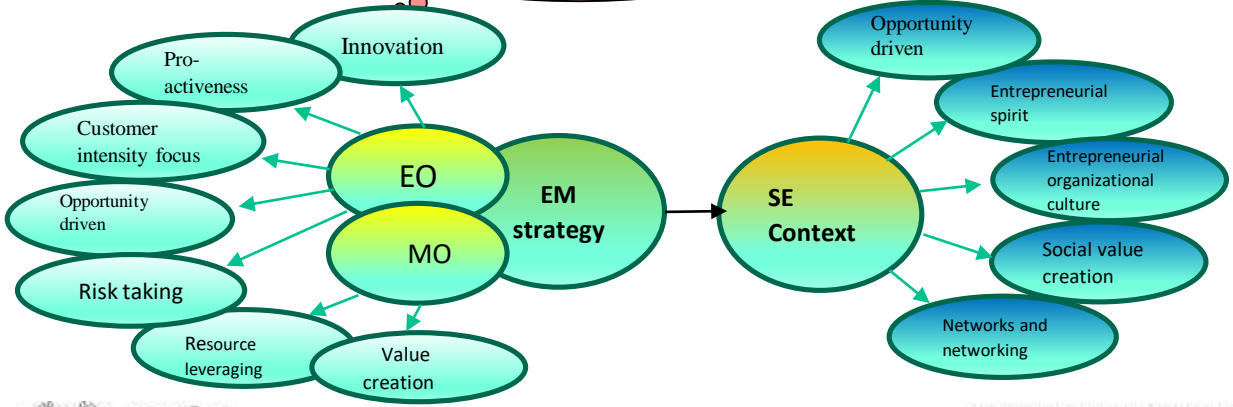 Innovation
Pro-
activeness
Customer
intensity focus
Opportunity
driven
Risk taking
Resource
leveraging
Value
creation
EO
MO
EM
strategy
SE
Context
Opportunity
driven
Entrepreneurial
spirit
Entrepreneurial
organizational
culture
Social value
creation
Networks and
networking